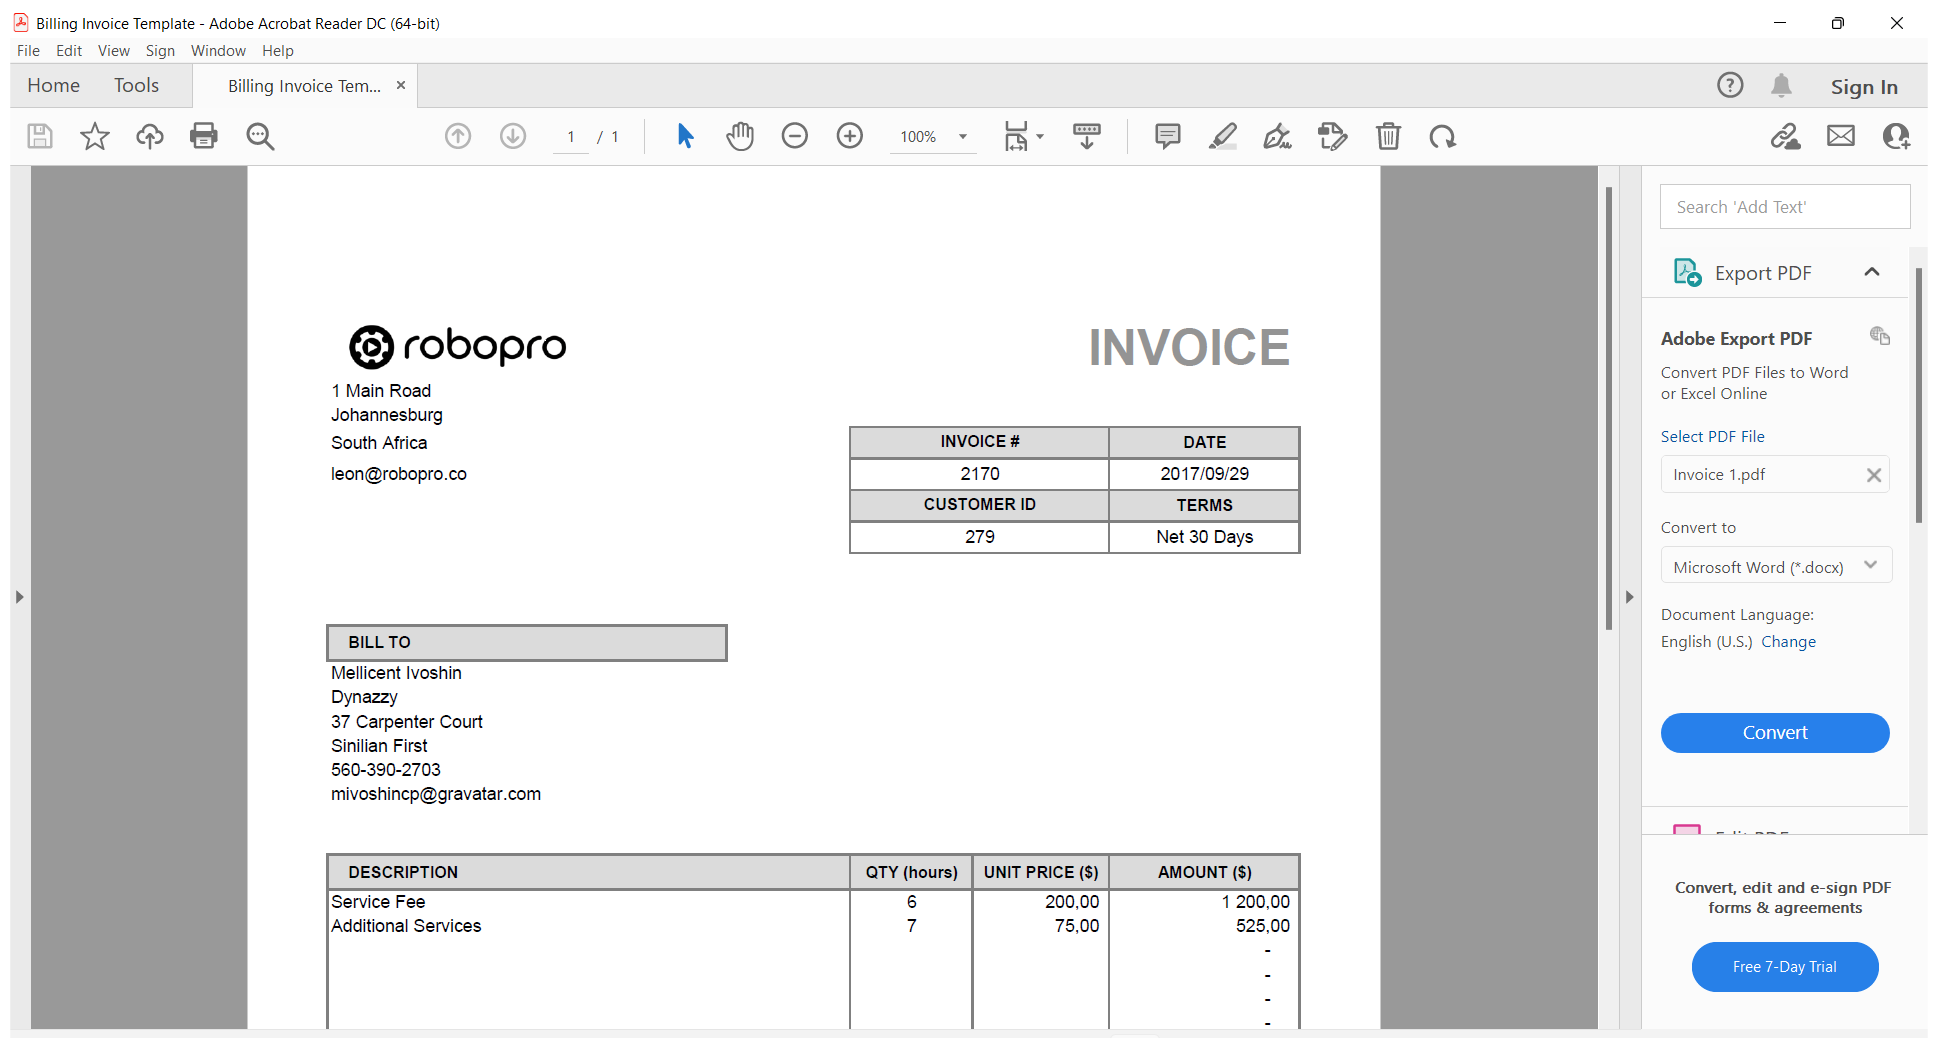 Billing Invoice Template - Adobe Acrobat Reader DC (64-bit)
File Edit View Sign Window Help
Home Tools Billing Invoice Tem... Sign In
1 / 1 100%
Search 'Add Text'
Export PDF
Adobe Export PDF
Convert PDF Files to Word
or Excel Online
Select PDF File
Invoice 1.pdf
Convert to
Microsoft Word (*.docx)
Document Language:
English (U.S.) Change
Convert
Edit PDF
Convert, edit and e-sign PDF
forms & agreements
Free 7-Day Trial
robopro
INVOICE
1 Main Road
Johannesburg
South Africa
leon@robopro.co
INVOICE # DATE
2170 2017/09/29
CUSTOMER ID TERMS
279 Net 30 Days
BILL TO
Mellicent Ivoshin
Dynazzy
37 Carpenter Court
Sinilian First
560-390-2703
mivoshincp@gravatar.com
DESCRIPTION QTY (hours) UNIT PRICE ($) AMOUNT ($)
Service Fee 6 200,00 1 200,00
Additional Services 7 75,00 525,00
-
-
-
-